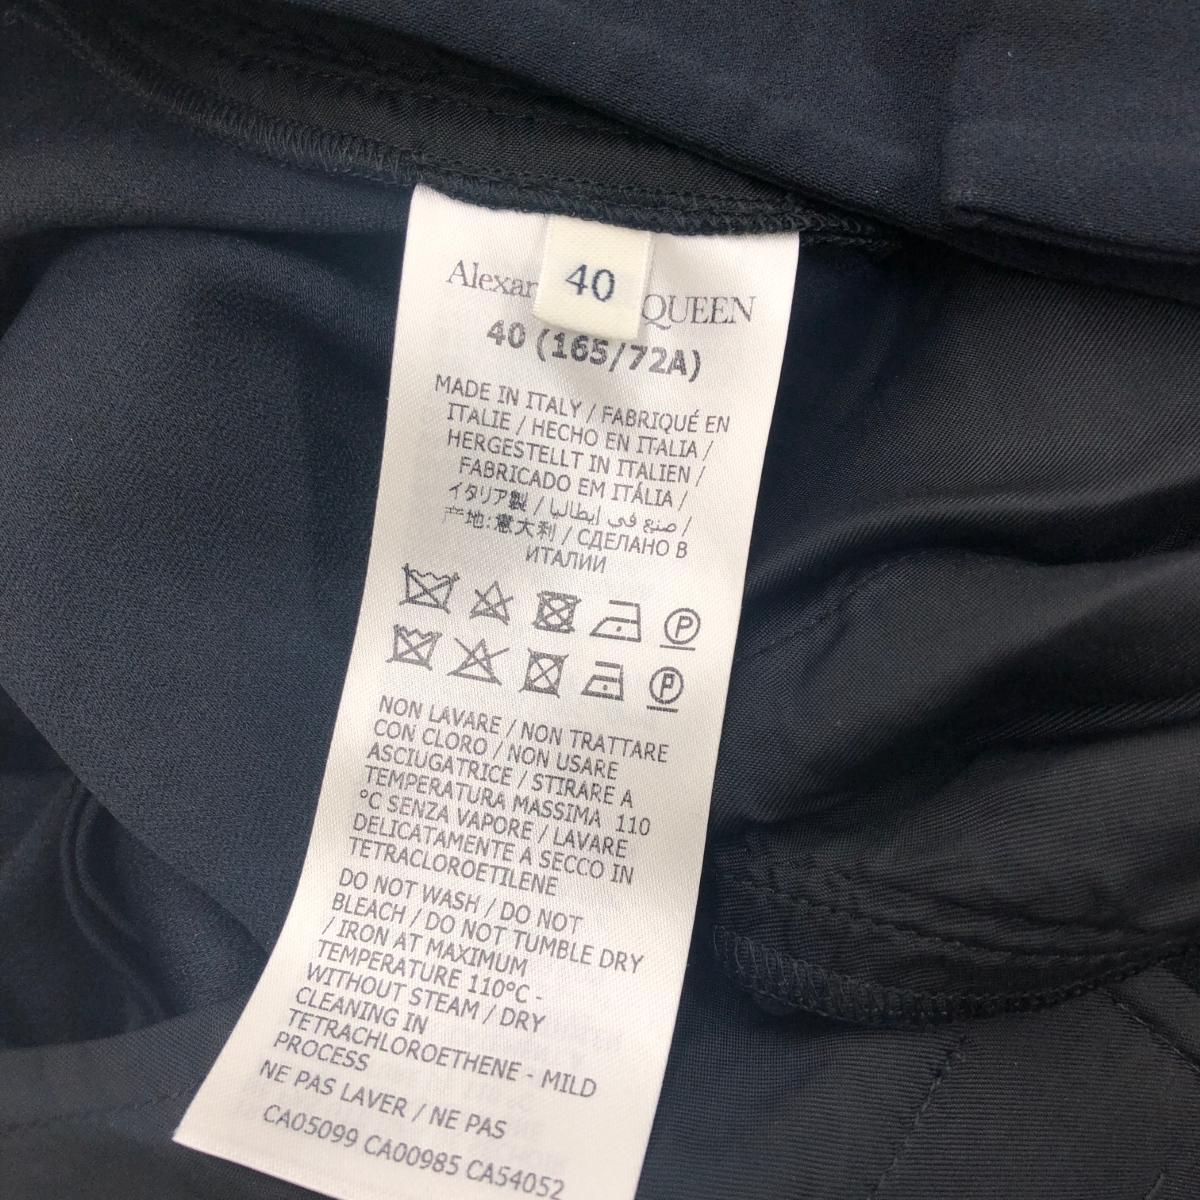 40
Alexan QUEEN
40 (165/72A)
MADE IN ITALY / FABRIQUÉ EN
ITALIE / HECHO EN ITALIA /
HERGESTELLT IN ITALIEN /
FABRICADO EM ITÁLIA /
イタリア製 / صنع في إيطاليا /
产地:意大利 / СДЕЛАНО В
ИТАЛИИ
P
P
NON LAVARE / NON TRATTARE
CON CLORO / NON USARE
ASCIUGATRICE / STIRARE A
TEMPERATURA MASSIMA 110
°C SENZA VAPORE / LAVARE
DELICATAMENTE A SECCO IN
TETRACLOROETILENE
DO NOT WASH / DO NOT
BLEACH / DO NOT TUMBLE DRY
/ IRON AT MAXIMUM
TEMPERATURE 110°C -
WITHOUT STEAM / DRY
CLEANING IN
TETRACHLOROETHENE - MILD
PROCESS
NE PAS LAVER / NE PAS
CA05099 CA00985 CA54052